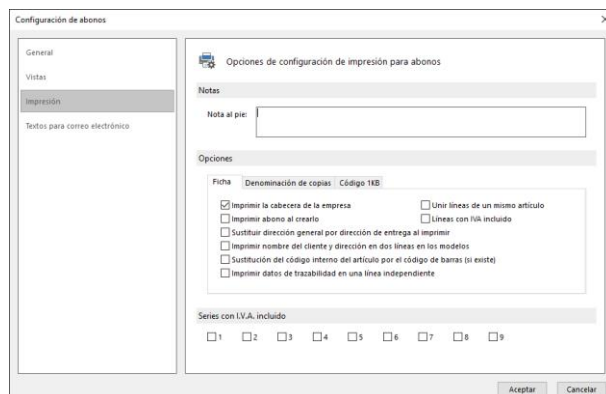 Configuración de abonos
General
Vistas
Impresión
Textos para correo electrónico
Opciones de configuración de impresión para abonos
Notas
Nota al pie:
Opciones
Ficha Denominación de copias Código 1KB
Imprimir la cabecera de la empresa Unir líneas de un mismo artículo
Imprimir abono al crearlo Líneas con IVA incluido
Sustituir dirección general por dirección de entrega al imprimir
Imprimir nombre del cliente y dirección en dos líneas en los modelos
Sustitución del código interno del artículo por el código de barras (si existe)
Imprimir datos de trazabilidad en una línea independiente
Series con I.V.A. incluido
1 2 3 4 5 6 7 8 9
Aceptar Cancelar